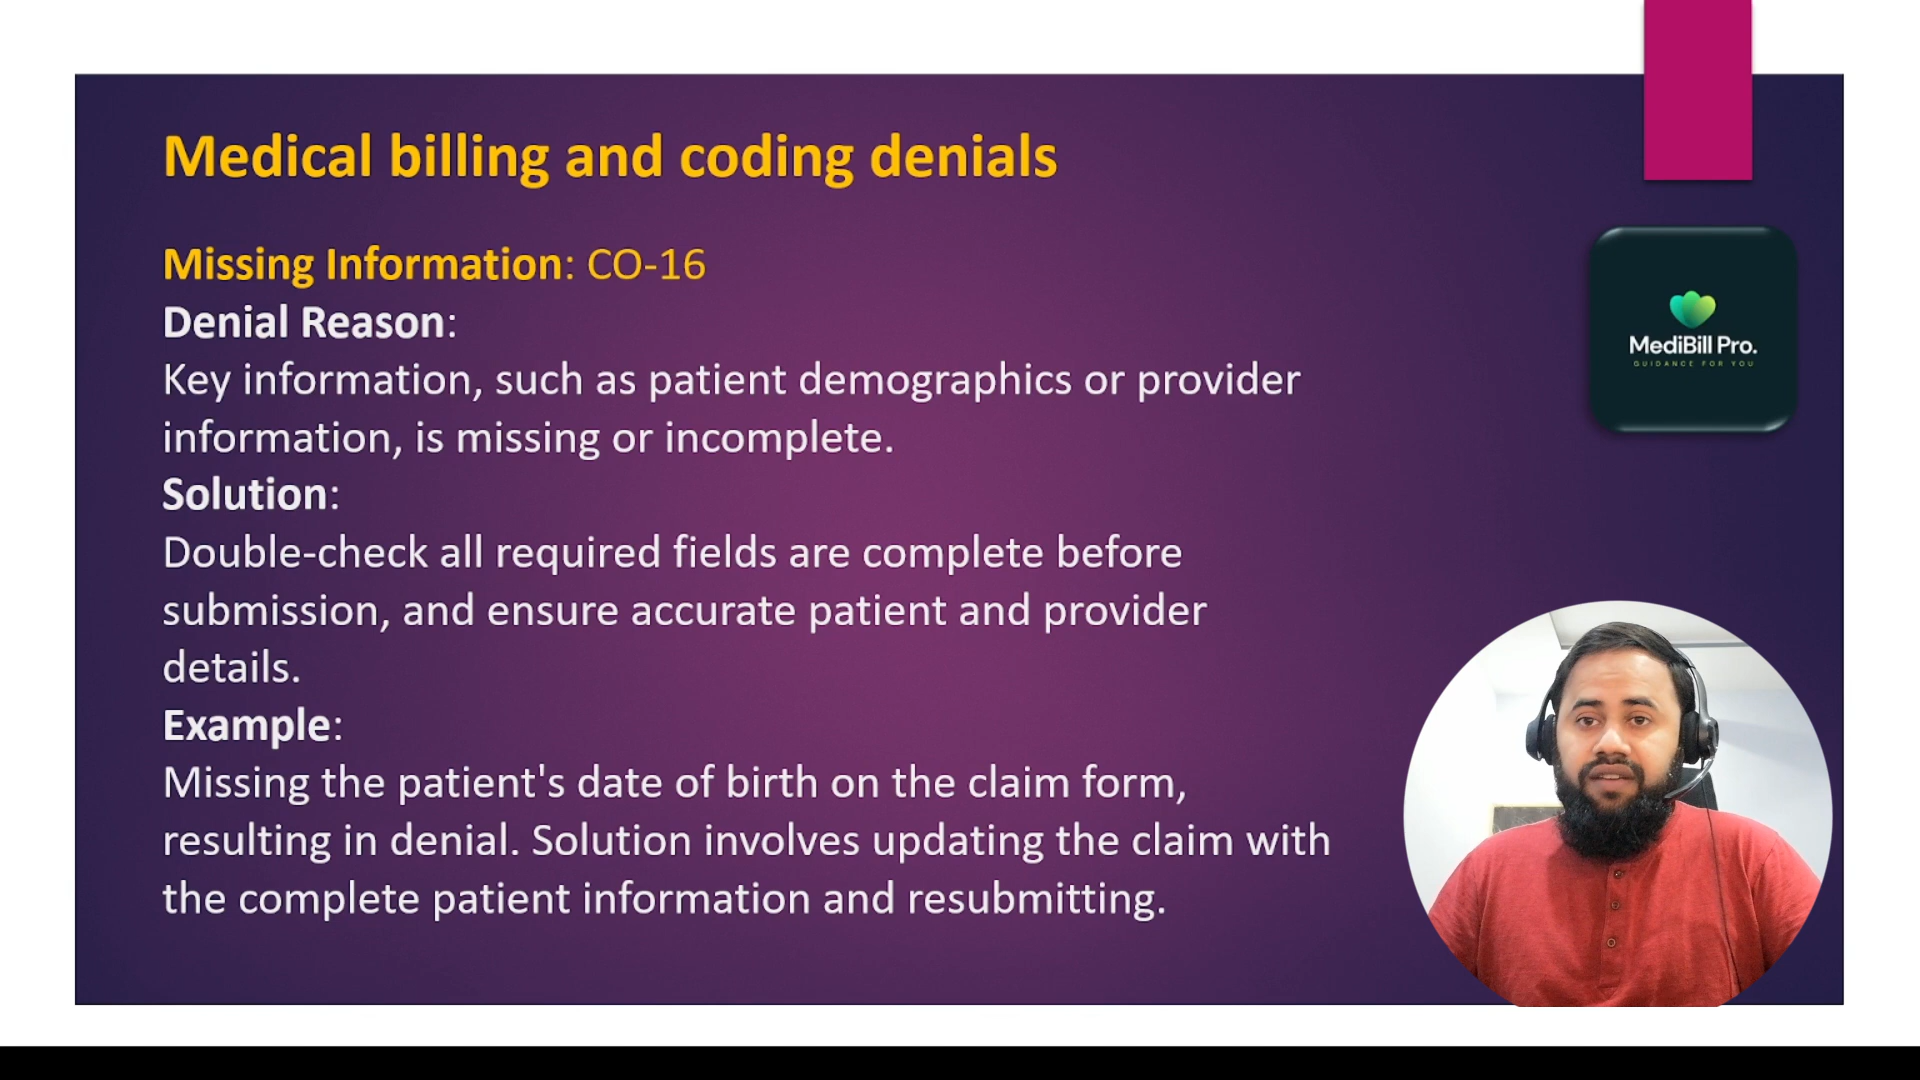 Medical billing and coding denials
Missing Information: CO-16
Denial Reason:
Key information, such as patient demographics or provider
information, is missing or incomplete.
Solution:
Double-check all required fields are complete before
submission, and ensure accurate patient and provider
details.
Example:
Missing the patient's date of birth on the claim form,
resulting in denial. Solution involves updating the claim with
the complete patient information and resubmitting.
MediBill Pro.
GUIDANCE FOR YOU